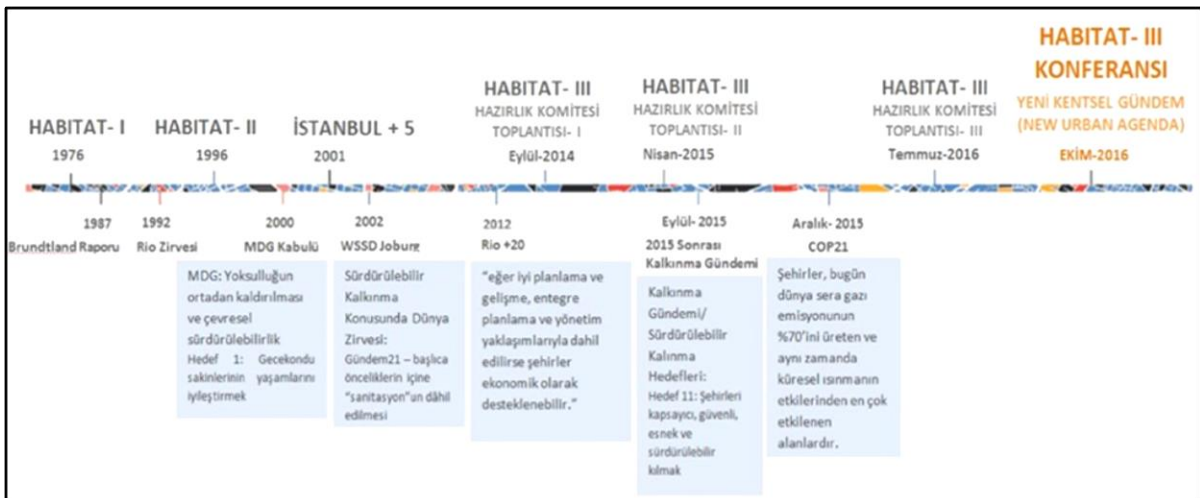 HABITAT- I
1976
HABITAT- II
1996
İSTANBUL + 5
2001
HABITAT- III
HAZIRLIK KOMİTESİ
TOPLANTISI- I
Eylül-2014
HABITAT- III
HAZIRLIK KOMİTESİ
TOPLANTISI- II
Nisan-2015
HABITAT- III
HAZIRLIK KOMİTESİ
TOPLANTISI- III
Temmuz-2016
HABITAT- III
KONFERANSI
YENİ KENTSEL GÜNDEM
(NEW URBAN AGENDA)
EKİM-2016
1987
Brundtland Raporu
1992
Rio Zirvesi
2000
MDG Kabulü
MDG: Yoksulluğun
ortadan kaldırılması
ve çevresel
sürdürülebilirlik
Hedef 1: Gecekondu
sakinlerinin yaşamlarını
iyileştirmek
2002
WSSD Joburg
Sürdürülebilir
Kalkınma
Konusunda Dünya
Zirvesi:
Gündem21 – başlıca
önceliklerin içine
"sanitasyon"un dâhil
edilmesi
2012
Rio +20
"eğer iyi planlama ve
gelişme, entegre
planlama ve yönetim
yaklaşımlarıyla dahil
edilirse şehirler
ekonomik olarak
desteklenebilir."
Eylül- 2015
2015 Sonrası
Kalkınma Gündemi
Kalkınma
Gündemi/
Sürdürülebilir
Kalınma
Hedefleri:
Hedef 11: Şehirleri
kapsayıcı, güvenli,
esnek ve
sürdürülebilir
kılmak
Aralık- 2015
COP21
Şehirler, bugün
dünya sera gazı
emisyonunun
%70'ini üreten ve
aynı zamanda
küresel ısınmanın
etkilerinden en çok
etkilenen
alanlardır.